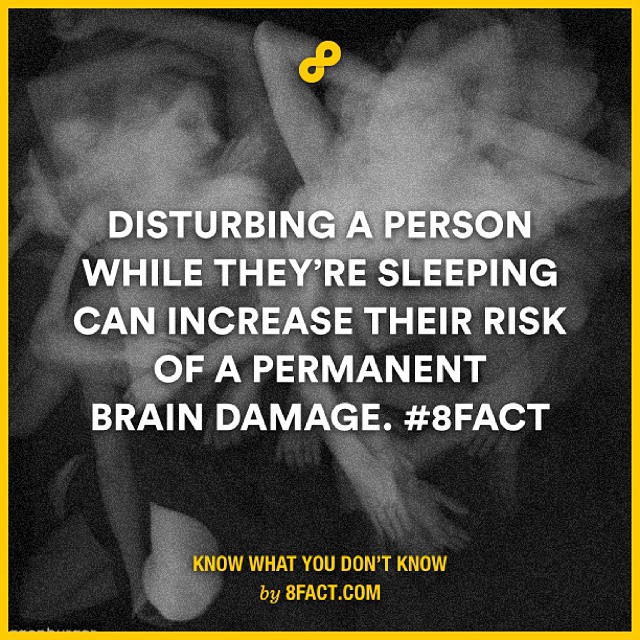 DISTURBING A PERSON
WHILE THEY'RE SLEEPING
CAN INCREASE THEIR RISK
OF A PERMANENT
BRAIN DAMAGE. #8FACT
KNOW WHAT YOU DON'T KNOW
by 8FACT.COM